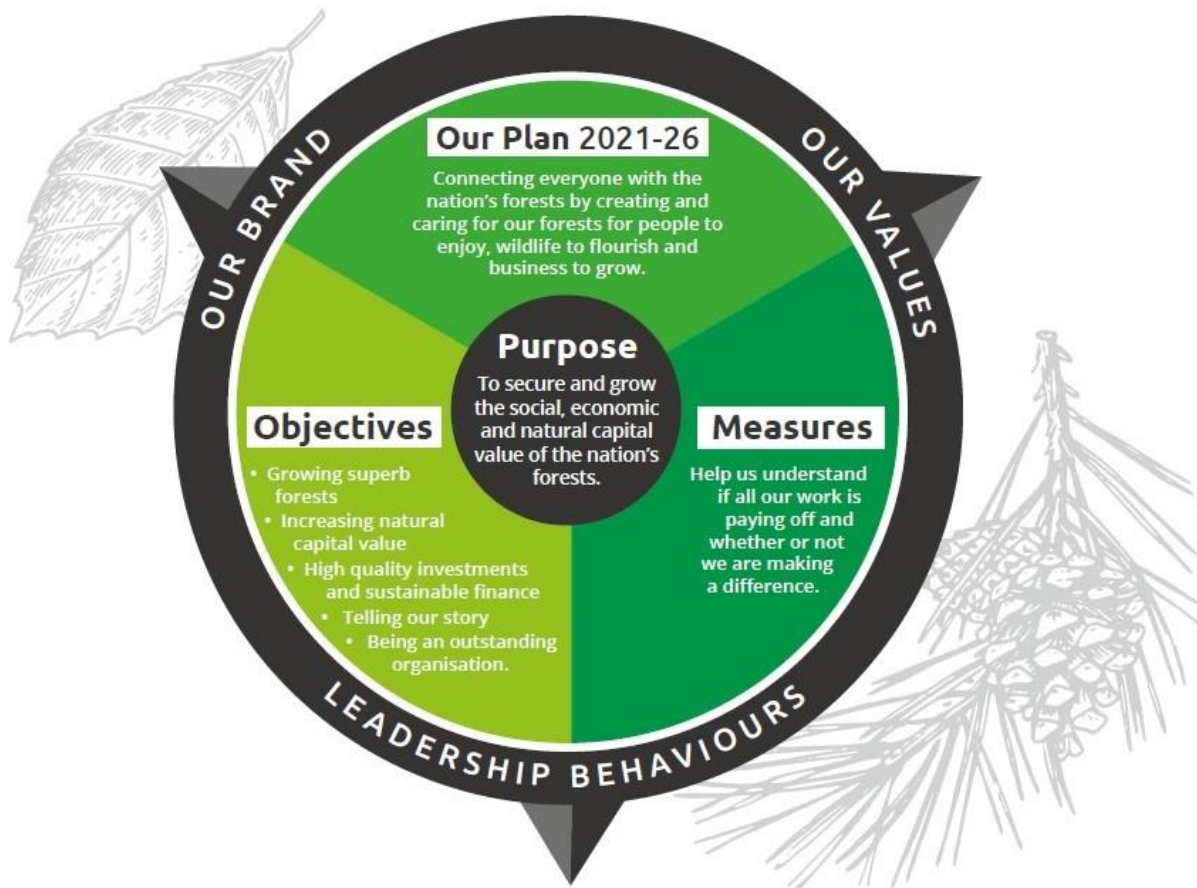 OUR BRAND
OUR VALUES
Our Plan 2021-26
Connecting everyone with the
nation’s forests by creating and
caring for our forests for people to
enjoy, wildlife to flourish and
business to grow.
Purpose
To secure and grow
the social, economic
and natural capital
value of the nation’s
forests.
Objectives
• Growing superb
forests
• Increasing natural
capital value
• High quality investments
and sustainable finance
• Telling our story
• Being an outstanding
organisation.
Measures
Help us understand
if all our work is
paying off and
whether or not
we are making
a difference.
LEADERSHIP BEHAVIOURS